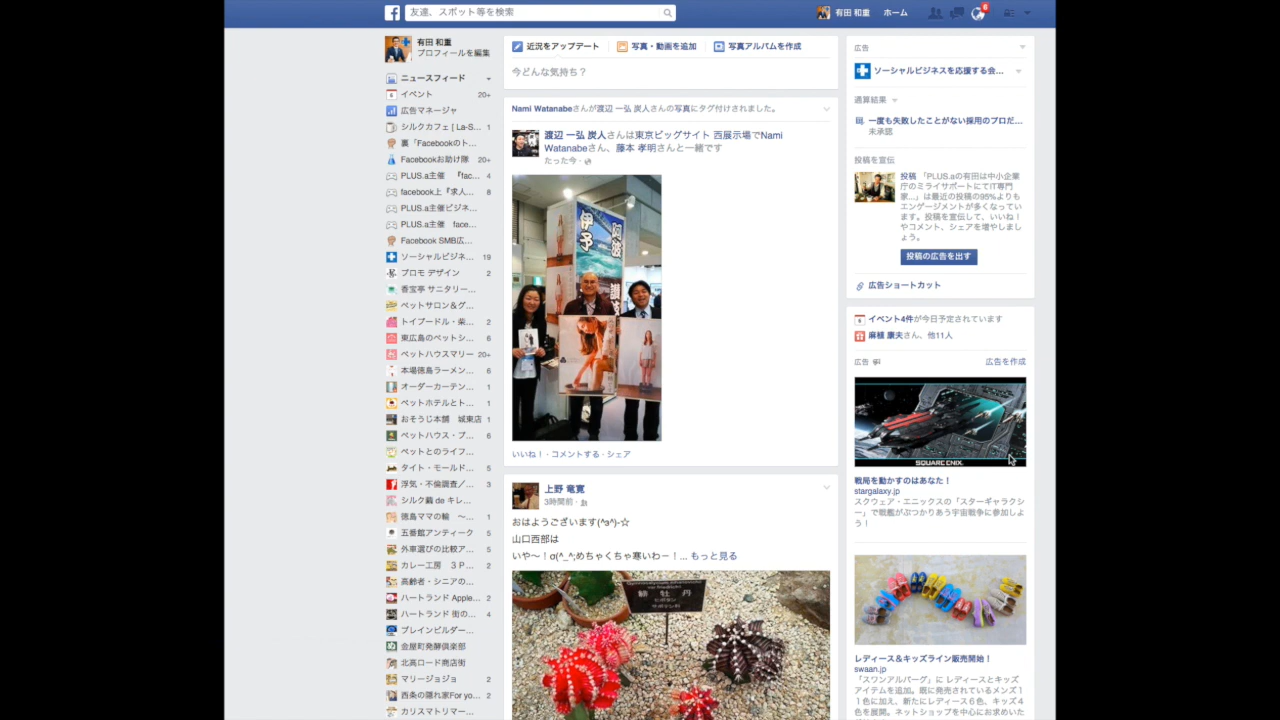 友達、スポット等を検索
有田 和重
ホーム
6
有田 和重
プロフィールを編集
ニュースフィード
イベント 20+
広告マネージャ
シルクカフェ [ La-S... 1
裏「Facebookのト...
Facebookお助け隊 20+
PLUS.a主催 『fac... 4
facebook上『求人... 8
PLUS.a主催ビジネ...
PLUS.a主催 face...
Facebook SMB広...
ソーシャルビジネ... 19
プロモ デザイン 2
香宝亭 サニタリー...
ペットサロン＆グ...
トイプードル・柴... 2
東広島のペットシ... 6
ペットハウスマリー 20+
本場徳島ラーメン... 6
オーダーカーテン... 1
ペットホテルとト... 1
おそうじ本舗 城東店 1
ペットハウス・プ... 6
ペットとのライフ...
タイト・モールド... 5
浮気・不倫調査／... 3
シルク繭 de キレ...
徳島ママの輪 〜... 1
五番館アンティーク 5
外車選びの比較ア... 5
カレー工房 ３Ｐ... 2
高齢者・シニアの...
ハートランド Apple... 2
ハートランド 街の... 4
ブレインビルダー...
金屋町発酵倶楽部
北高ロード商店街
マリージョジョ 2
西条の隠れ家For yo... 2
カリスマトリマー...
近況をアップデート
写真・動画を追加
写真アルバムを作成
今どんな気持ち？
Nami Watanabeさんが渡辺 一弘 炭人さんの写真にタグ付けされました。
渡辺 一弘 炭人さんは東京ビッグサイト 西展示場でNami
Watanabeさん、藤本 孝明さんと一緒です
たった今 ·
伊予
阿波
讃岐
いいね！ · コメントする · シェア
上野 竜寛
3時間前 ·
おはようございます(^з^)-☆
山口西部は
いや〜！σ(^_^;めちゃくちゃ寒いわー！... もっと見る
緋牡丹
広告
ソーシャルビジネスを応援する会...
通算結果
一度も失敗したことがない採用のプロだ...
未承認
投稿を宣伝
投稿 「PLUS.aの有田は中小企業
庁のミライサポートにてIT専門
家...」は最近の投稿の95%よりも
エンゲージメントが多くなってい
ます。投稿を宣伝して、いいね！
やコメント、シェアを増やしまし
ょう。
投稿の広告を出す
広告ショートカット
イベント4件が今日予定されています
麻植 康夫さん、他11人
広告
広告を作成
SQUARE ENIX.
戦局を動かすのはあなた！
stargalaxy.jp
スクウェア・エニックスの「スターギャラクシ
ー」で戦艦がぶつかりあう宇宙戦争に参加しよ
う！
レディース＆キッズライン販売開始！
swaan.jp
「スワンアルバーグ」に レディースとキッズ
アイテムを追加。既に発売されているメンズ１
１色に加え、新たにレディース６色、キッズ４
色を展開。ネットショップを中心にお求めいた